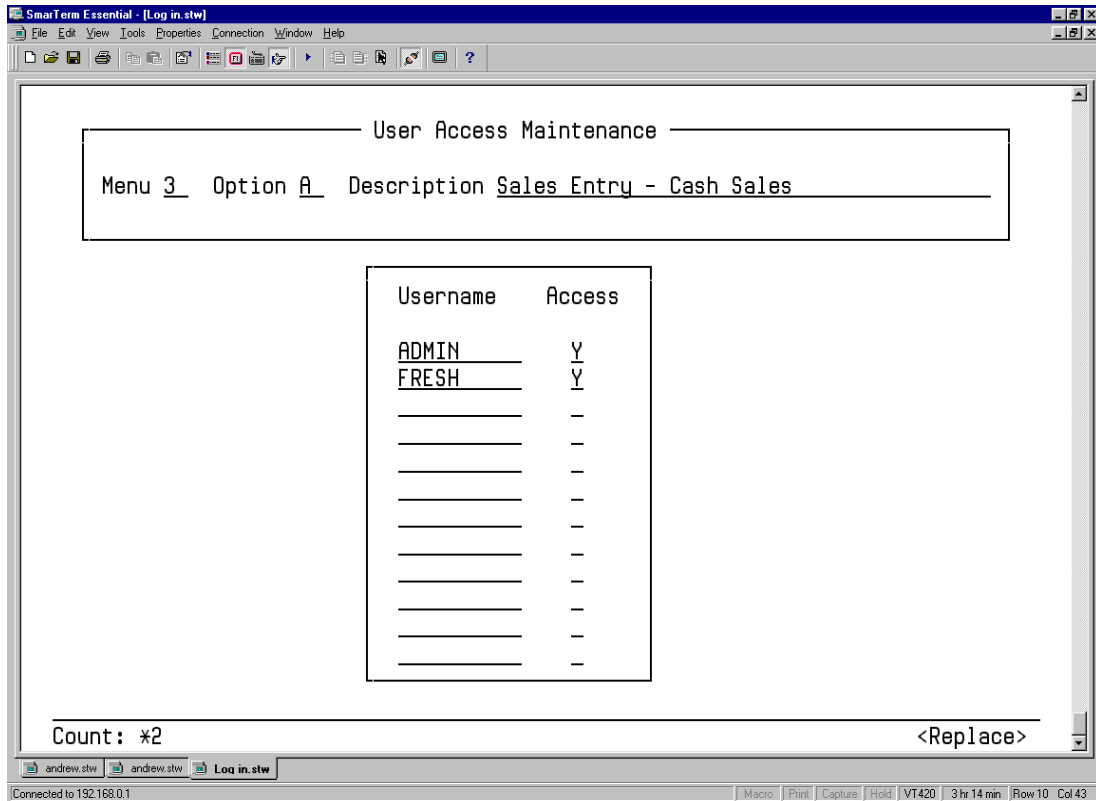 SmarTerm Essential - [Log in.stw]
File Edit View Tools Properties Connection Window Help
User Access Maintenance
Menu 3 Option A Description Sales Entry - Cash Sales
Username Access
ADMIN Y
FRESH Y
Count: *2 <Replace>
andrew.stw andrew.stw Log in.stw
Connected to 192.168.0.1 Macro Print Capture Hold VT420 3 hr 14 min Row 10 Col 43